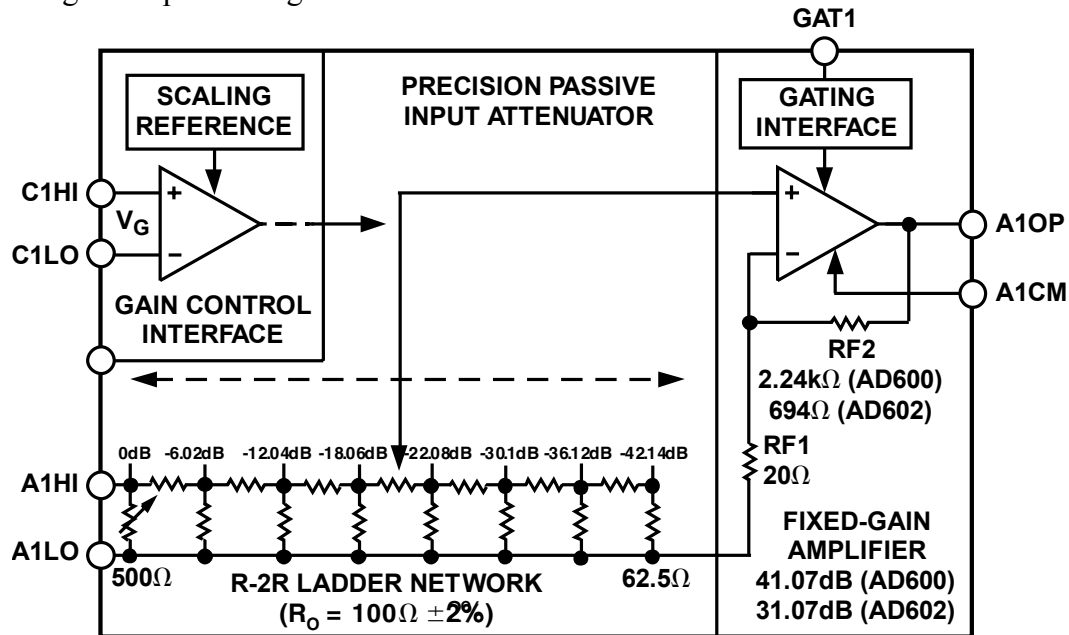 GAT1
SCALING
REFERENCE
PRECISION PASSIVE
INPUT ATTENUATOR
GATING
INTERFACE
C1HI
+
VG
−
C1LO
GAIN CONTROL
INTERFACE
+
−
A1OP
A1CM
RF2
2.24kΩ (AD600)
694Ω (AD602)
RF1
20Ω
0dB -6.02dB -12.04dB -18.06dB -22.08dB -30.1dB -36.12dB -42.14dB
A1HI
A1LO
500Ω
R-2R LADDER NETWORK
(RO = 100Ω ±2%)
62.5Ω
FIXED-GAIN
AMPLIFIER
41.07dB (AD600)
31.07dB (AD602)